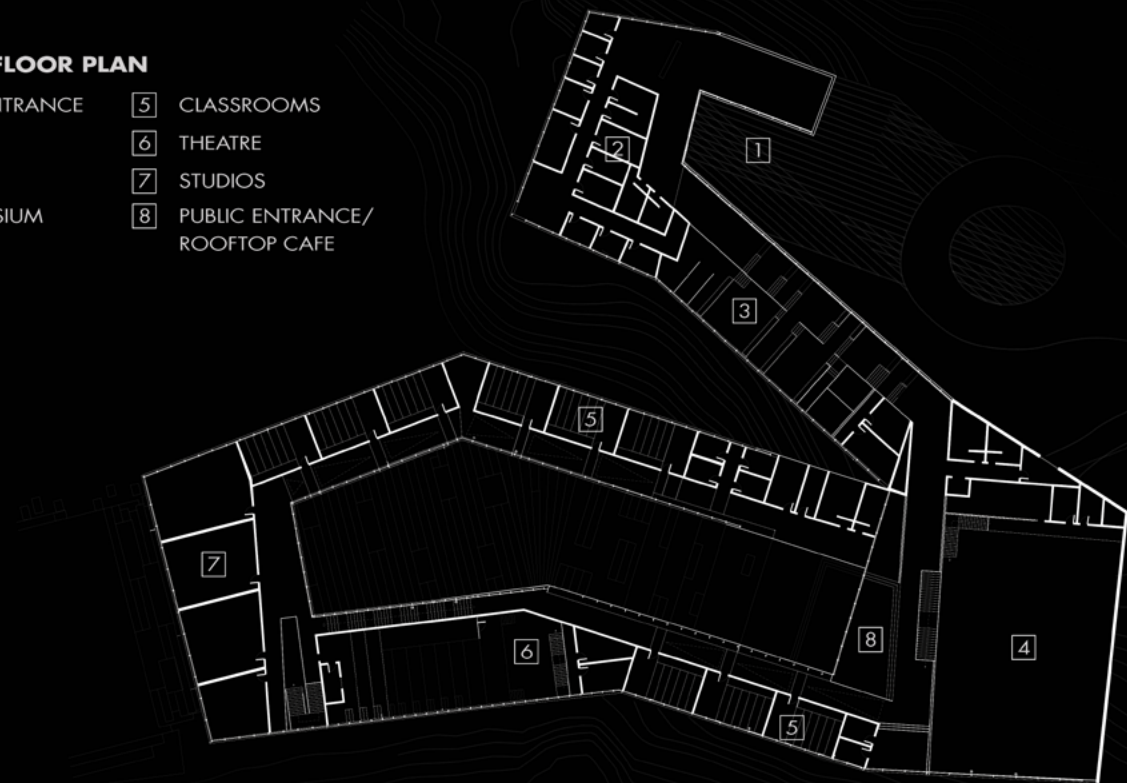 FLOOR PLAN
NTRANCE
5 CLASSROOMS
6 THEATRE
7 STUDIOS
SIUM
8 PUBLIC ENTRANCE/
ROOFTOP CAFE
1
2
3
5
7
8
6
4
5